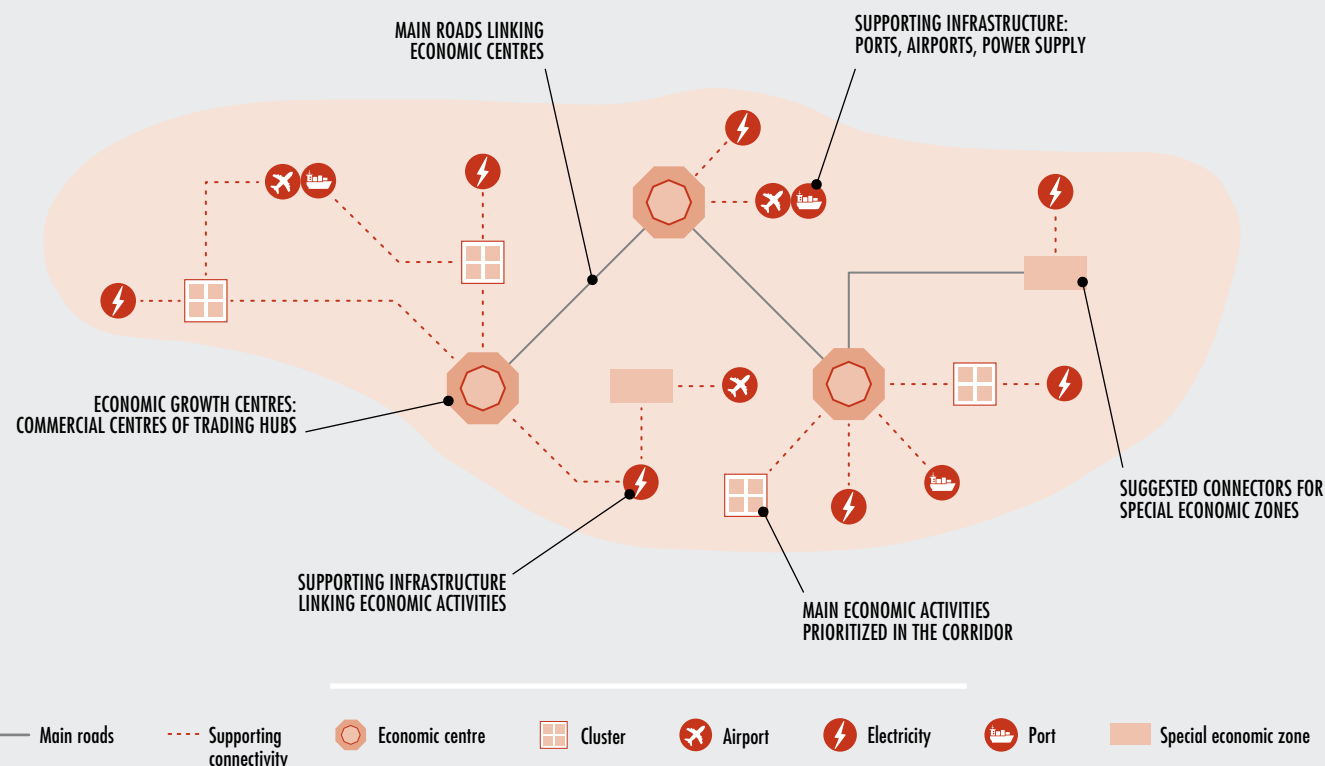 MAIN ROADS LINKING
ECONOMIC CENTRES
SUPPORTING INFRASTRUCTURE:
PORTS, AIRPORTS, POWER SUPPLY
ECONOMIC GROWTH CENTRES:
COMMERCIAL CENTRES OF TRADING HUBS
SUGGESTED CONNECTORS FOR
SPECIAL ECONOMIC ZONES
SUPPORTING INFRASTRUCTURE
LINKING ECONOMIC ACTIVITIES
MAIN ECONOMIC ACTIVITIES
PRIORITIZED IN THE CORRIDOR
Main roads
Supporting
connectivity
Economic centre
Cluster
Airport
Electricity
Port
Special economic zone